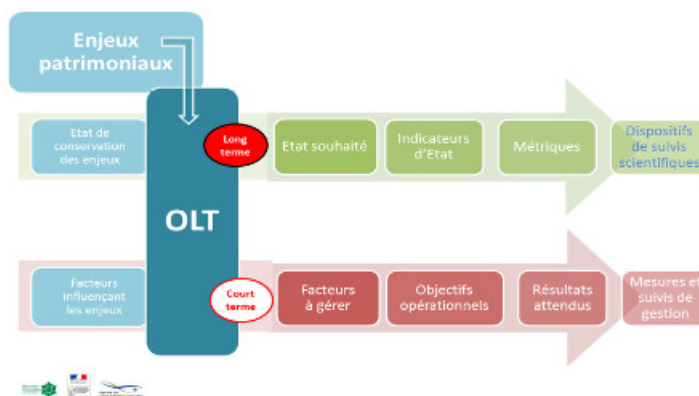 Enjeux
patrimoniaux
Etat de
conservation
des enjeux
OLT
Long
terme
Etat souhaité
Indicateurs
d'Etat
Métriques
Dispositifs
de suivis
scientifiques
Facteurs
influençant
les enjeux
Court
terme
Facteurs
à gérer
Objectifs
opérationnels
Résultats
attendus
Mesures et
suivis de
gestion